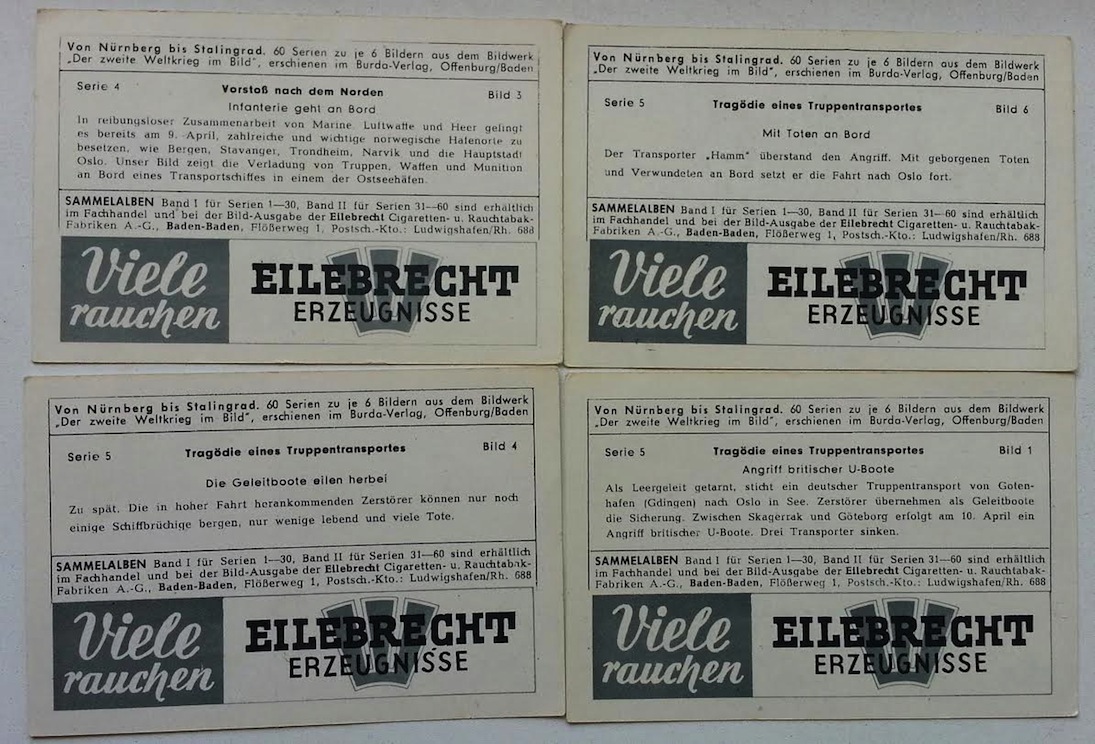 Von Nürnberg bis Stalingrad. 60 Serien zu je 6 Bildern aus dem Bildwerk
„Der zweite Weltkrieg im Bild", erschienen im Burda-Verlag, Offenburg/Baden
Serie 4 Vorstoß nach dem Norden Bild 3
Infanterie geht an Bord
In reibungsloser Zusammenarbeit von Marine, Luftwaffe und Heer gelingt
es bereits am 9. April, zahlreiche und wichtige norwegische Hafenorte zu
besetzen, wie Bergen, Stavanger, Trondheim, Narvik und die Hauptstadt
Oslo. Unser Bild zeigt die Verladung von Truppen, Waffen und Munition
an Bord eines Transportschiffes in einem der Ostseehäfen.
SAMMELALBEN Band I für Serien 1—30, Band II für Serien 31—60 sind erhältlich
im Fachhandel und bei der Bild-Ausgabe der Eilebrecht Cigaretten- u. Rauchtabak-
Fabriken A.-G., Baden-Baden, Flößerweg 1, Postsch.-Kto.: Ludwigshafen/Rh. 688
Viele
rauchen
EILEBRECHT
ERZEUGNISSE
Von Nürnberg bis Stalingrad. 60 Serien zu je 6 Bildern aus dem Bildwerk
„Der zweite Weltkrieg im Bild", erschienen im Burda-Verlag, Offenburg/Baden
Serie 5 Tragödie eines Truppentransportes Bild 6
Mit Toten an Bord
Der Transporter „Hamm" überstand den Angriff. Mit geborgenen Toten
und Verwundeten an Bord setzt er die Fahrt nach Oslo fort.
SAMMELALBEN Band I für Serien 1—30, Band II für Serien 31—60 sind erhältlich
im Fachhandel und bei der Bild-Ausgabe der Eilebrecht Cigaretten- u. Rauchtabak-
Fabriken A.-G., Baden-Baden, Flößerweg 1, Postsch.-Kto.: Ludwigshafen/Rh. 688
Viele
rauchen
EILEBRECHT
ERZEUGNISSE
Von Nürnberg bis Stalingrad. 60 Serien zu je 6 Bildern aus dem Bildwerk
„Der zweite Weltkrieg im Bild", erschienen im Burda-Verlag, Offenburg/Baden
Serie 5 Tragödie eines Truppentransportes Bild 4
Die Geleitboote eilen herbei
Zu spät. Die in hoher Fahrt herankommenden Zerstörer können nur noch
einige Schiffbrüchige bergen, nur wenige lebend und viele Tote.
SAMMELALBEN Band I für Serien 1—30, Band II für Serien 31—60 sind erhältlich
im Fachhandel und bei der Bild-Ausgabe der Eilebrecht Cigaretten- u. Rauchtabak-
Fabriken A.-G., Baden-Baden, Flößerweg 1, Postsch.-Kto.: Ludwigshafen/Rh. 688
Viele
rauchen
EILEBRECHT
ERZEUGNISSE
Von Nürnberg bis Stalingrad. 60 Serien zu je 6 Bildern aus dem Bildwerk
„Der zweite Weltkrieg im Bild", erschienen im Burda-Verlag, Offenburg/Baden
Serie 5 Tragödie eines Truppentransportes Bild 1
Angriff britischer U-Boote
Als Leergeleit getarnt, sticht ein deutscher Truppentransport von Goten-
hafen (Gdingen) nach Oslo in See. Zerstörer übernehmen als Geleitboote
die Sicherung. Zwischen Skagerrak und Göteborg erfolgt am 10. April ein
Angriff britischer U-Boote. Drei Transporter sinken.
SAMMELALBEN Band I für Serien 1—30, Band II für Serien 31—60 sind erhältlich
im Fachhandel und bei der Bild-Ausgabe der Eilebrecht Cigaretten- u. Rauchtabak-
Fabriken A.-G., Baden-Baden, Flößerweg 1, Postsch.-Kto.: Ludwigshafen/Rh. 688
Viele
rauchen
EILEBRECHT
ERZEUGNISSE